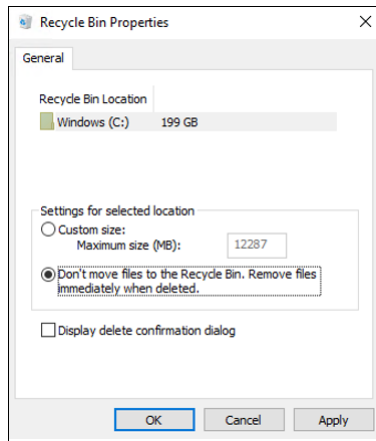 Recycle Bin Properties
General
Recycle Bin Location
Windows (C:) 199 GB
Settings for selected location
Custom size:
Maximum size (MB): 12287
Don't move files to the Recycle Bin. Remove files
immediately when deleted.
Display delete confirmation dialog
OK Cancel Apply